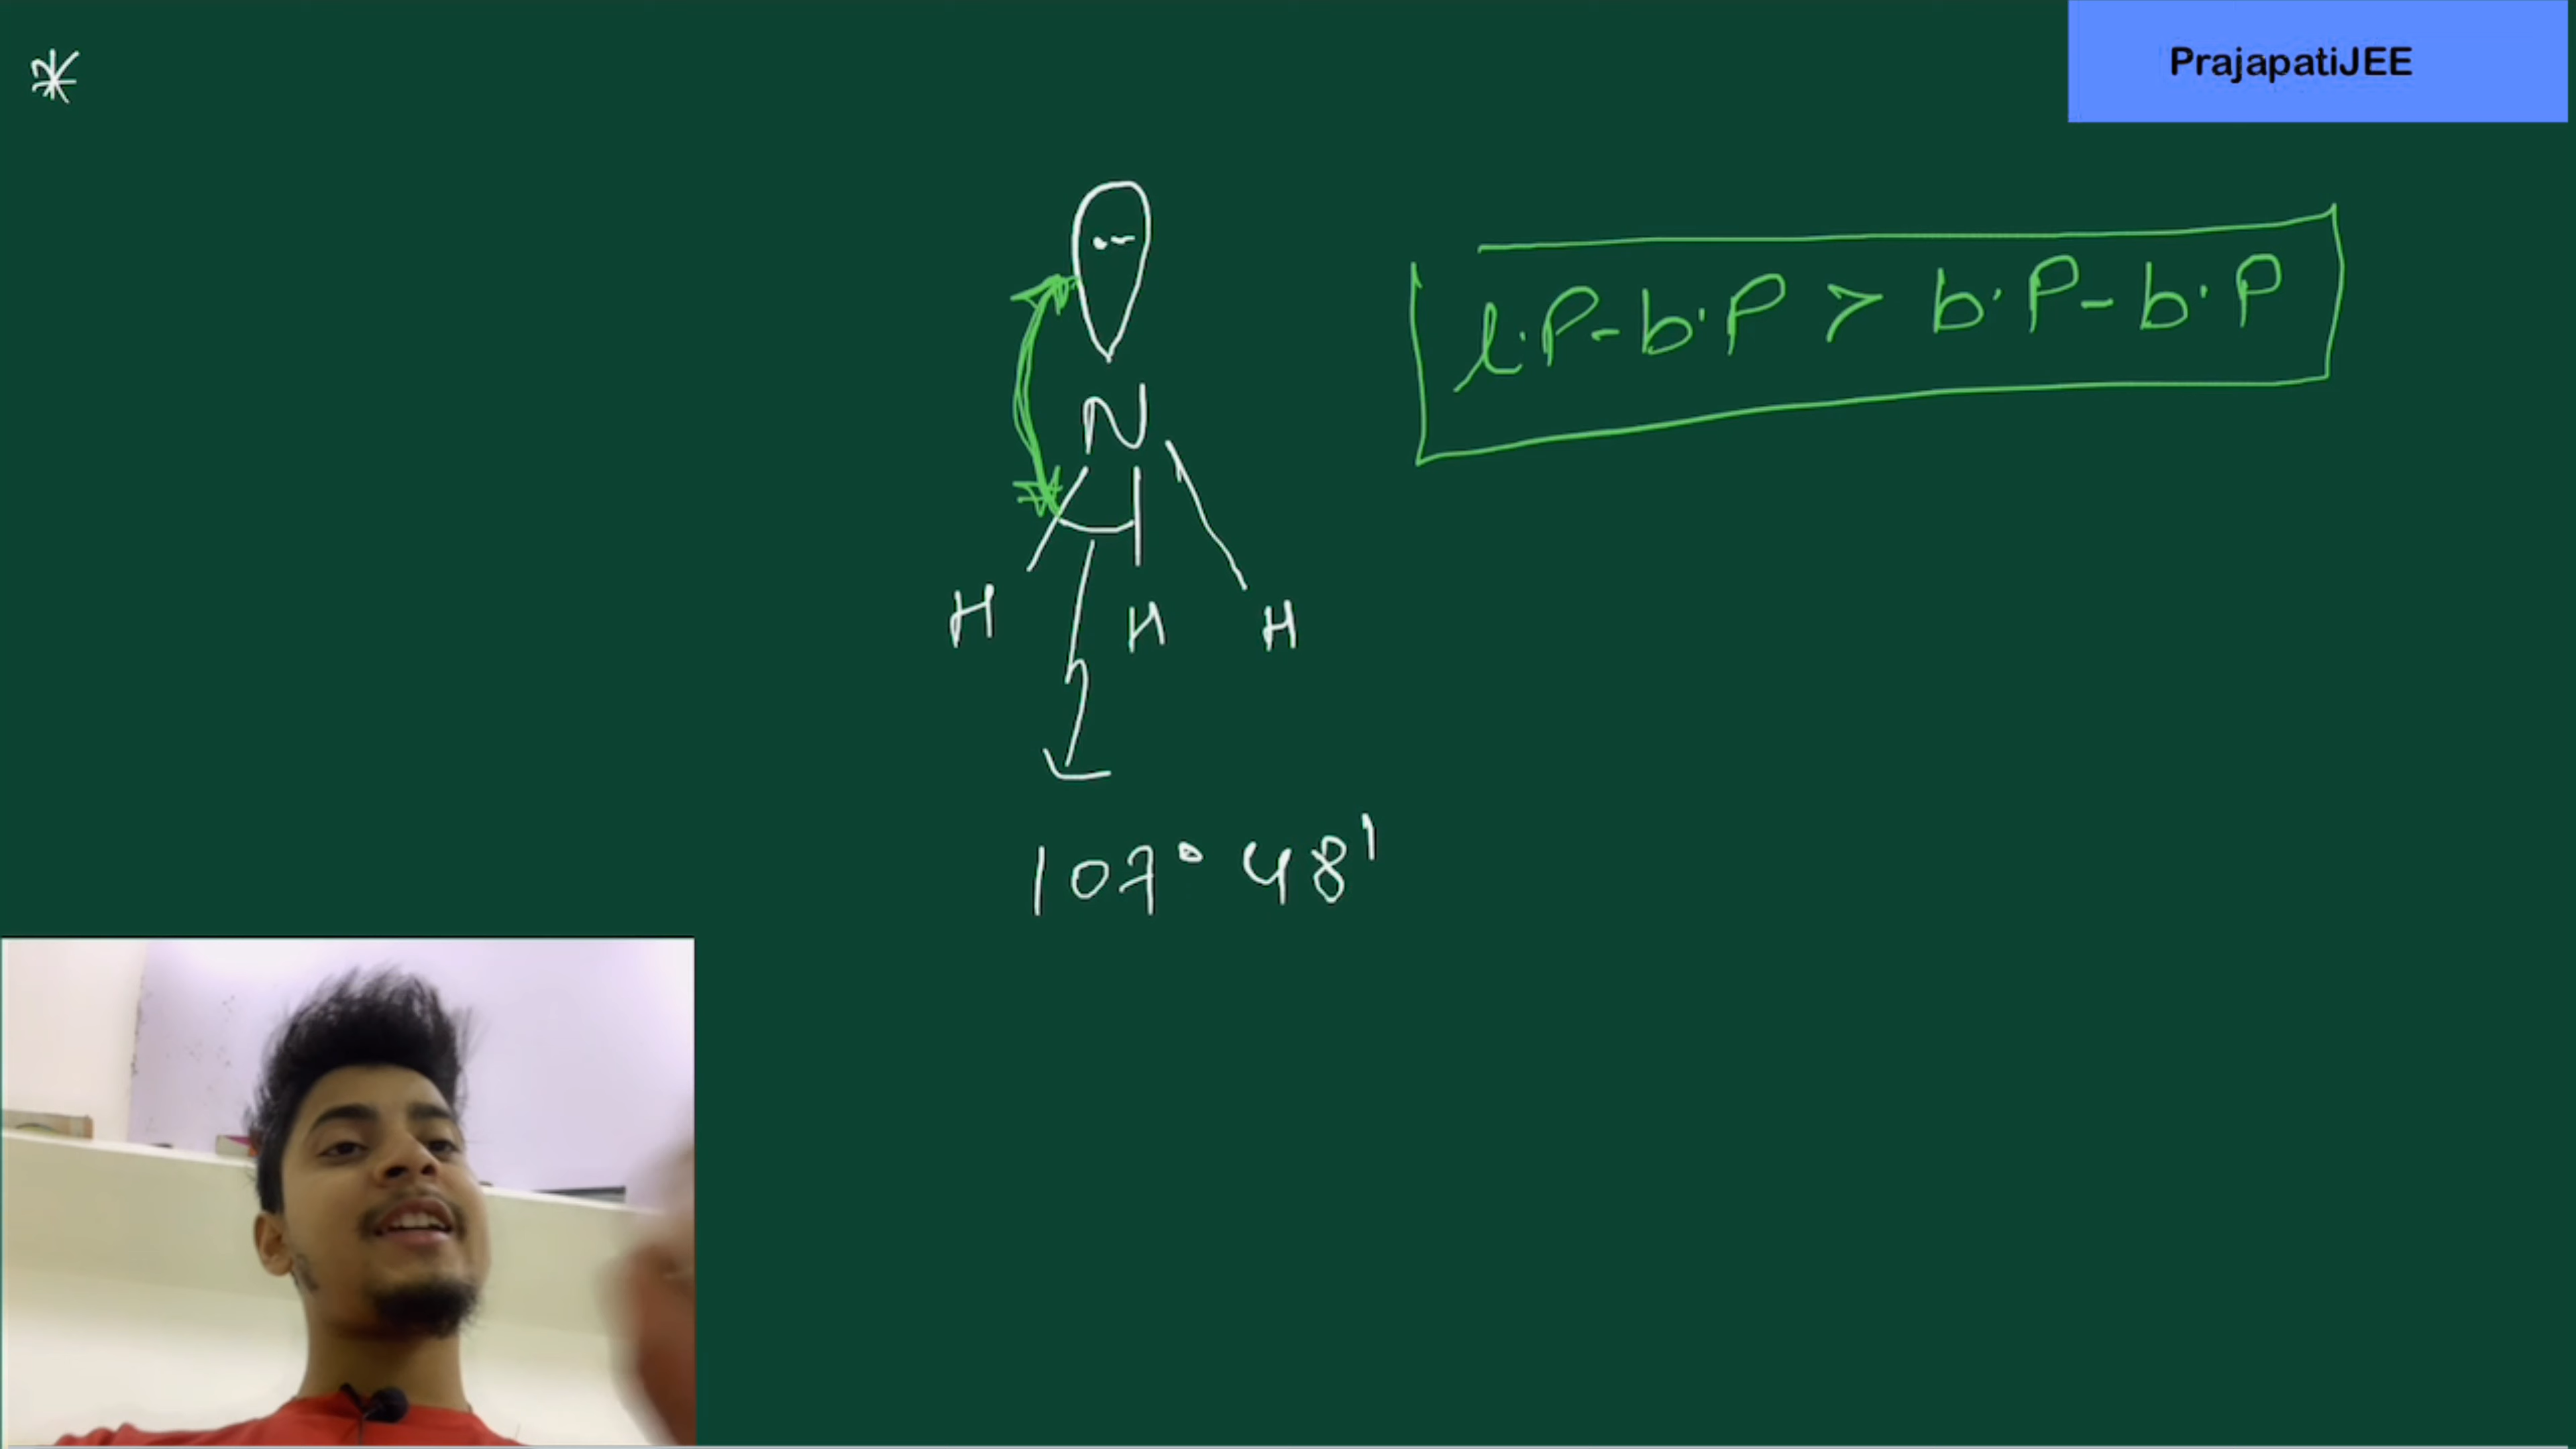 *
PrajapatiJEE
l.P-b.P > b.P-b.P
N
H H H
107° 48'